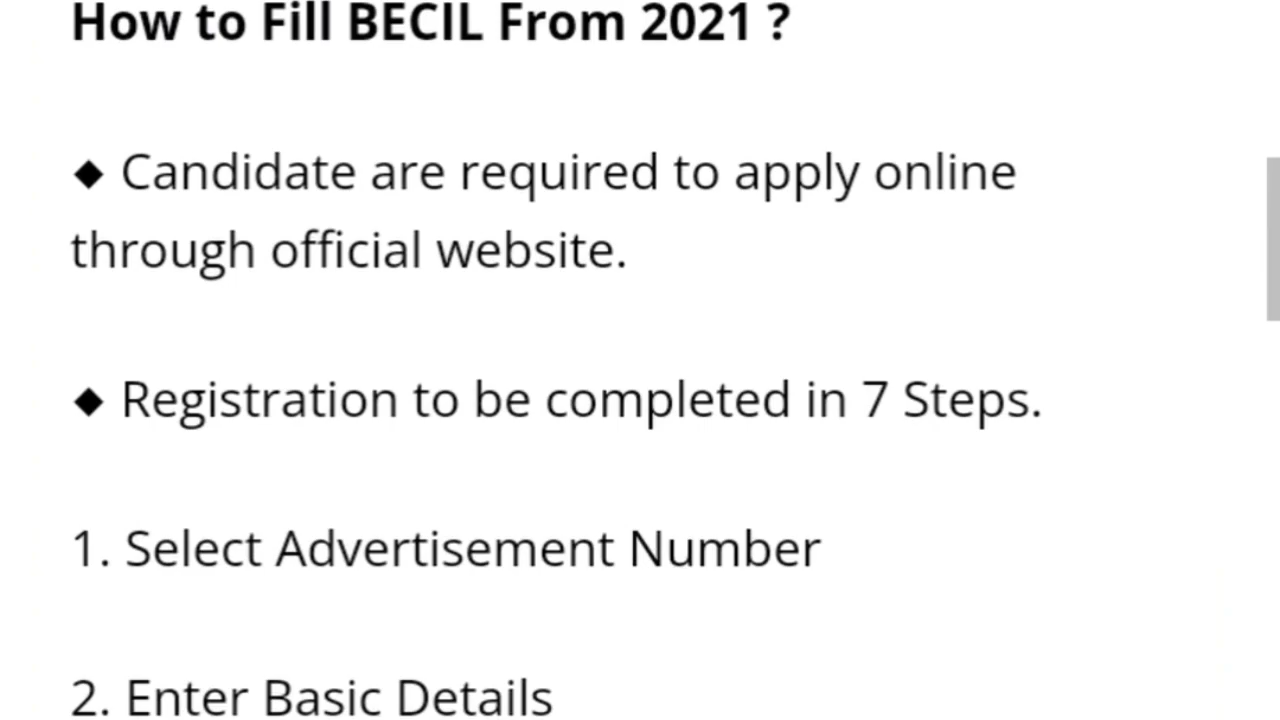 How to Fill BECIL From 2021 ?
◆ Candidate are required to apply online
through official website.
◆ Registration to be completed in 7 Steps.
1. Select Advertisement Number
2. Enter Basic Details